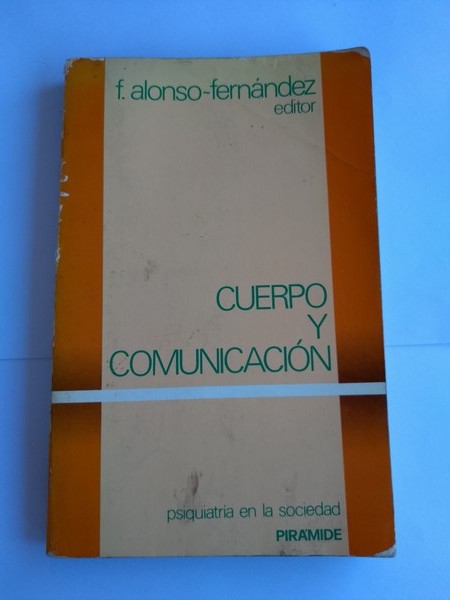 f. alonso-fernández
editor
CUERPO
Y
COMUNICACIÓN
psiquiatria en la sociedad
PIRÁMIDE